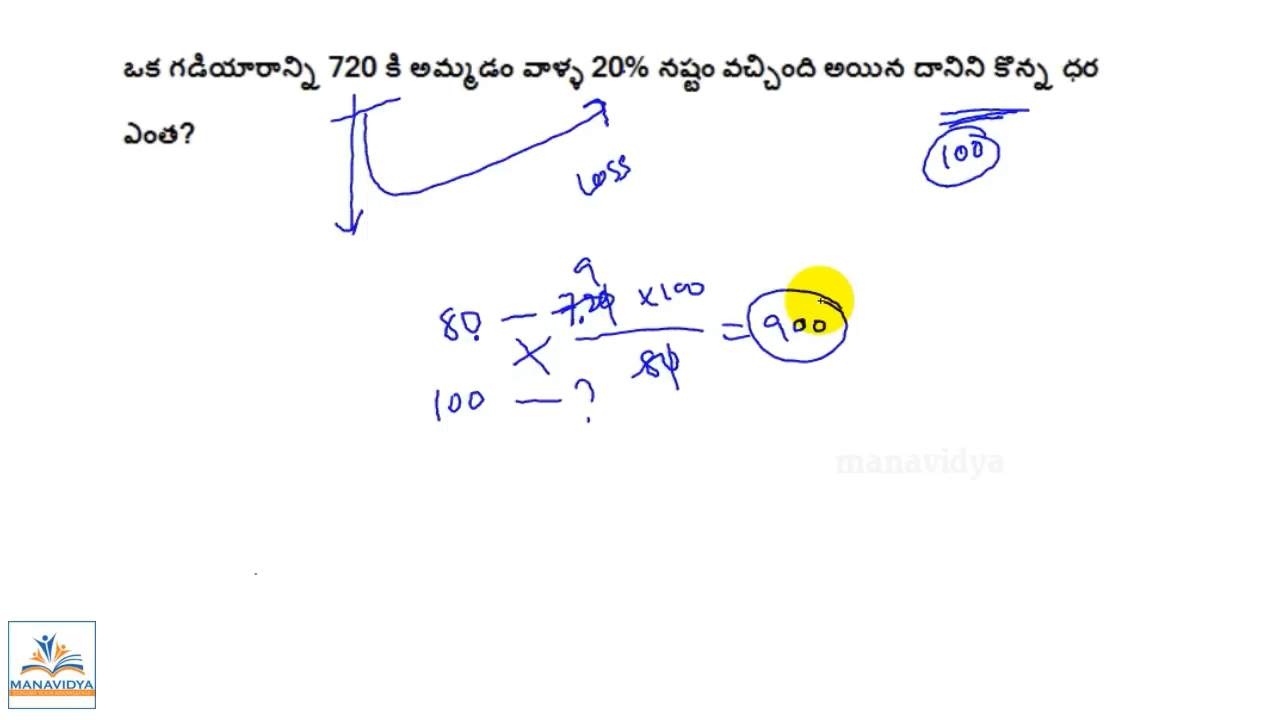 ఒక గడియారాన్ని 720 కి అమ్మడం వాళ్ళ 20% నష్టం వచ్చింది అయిన దానిని కొన్న ధర
ఎంత?
100
Loss
9
80 — 720 ×100
80
= 900
100 — ?
manavidya
MANAVIDYA